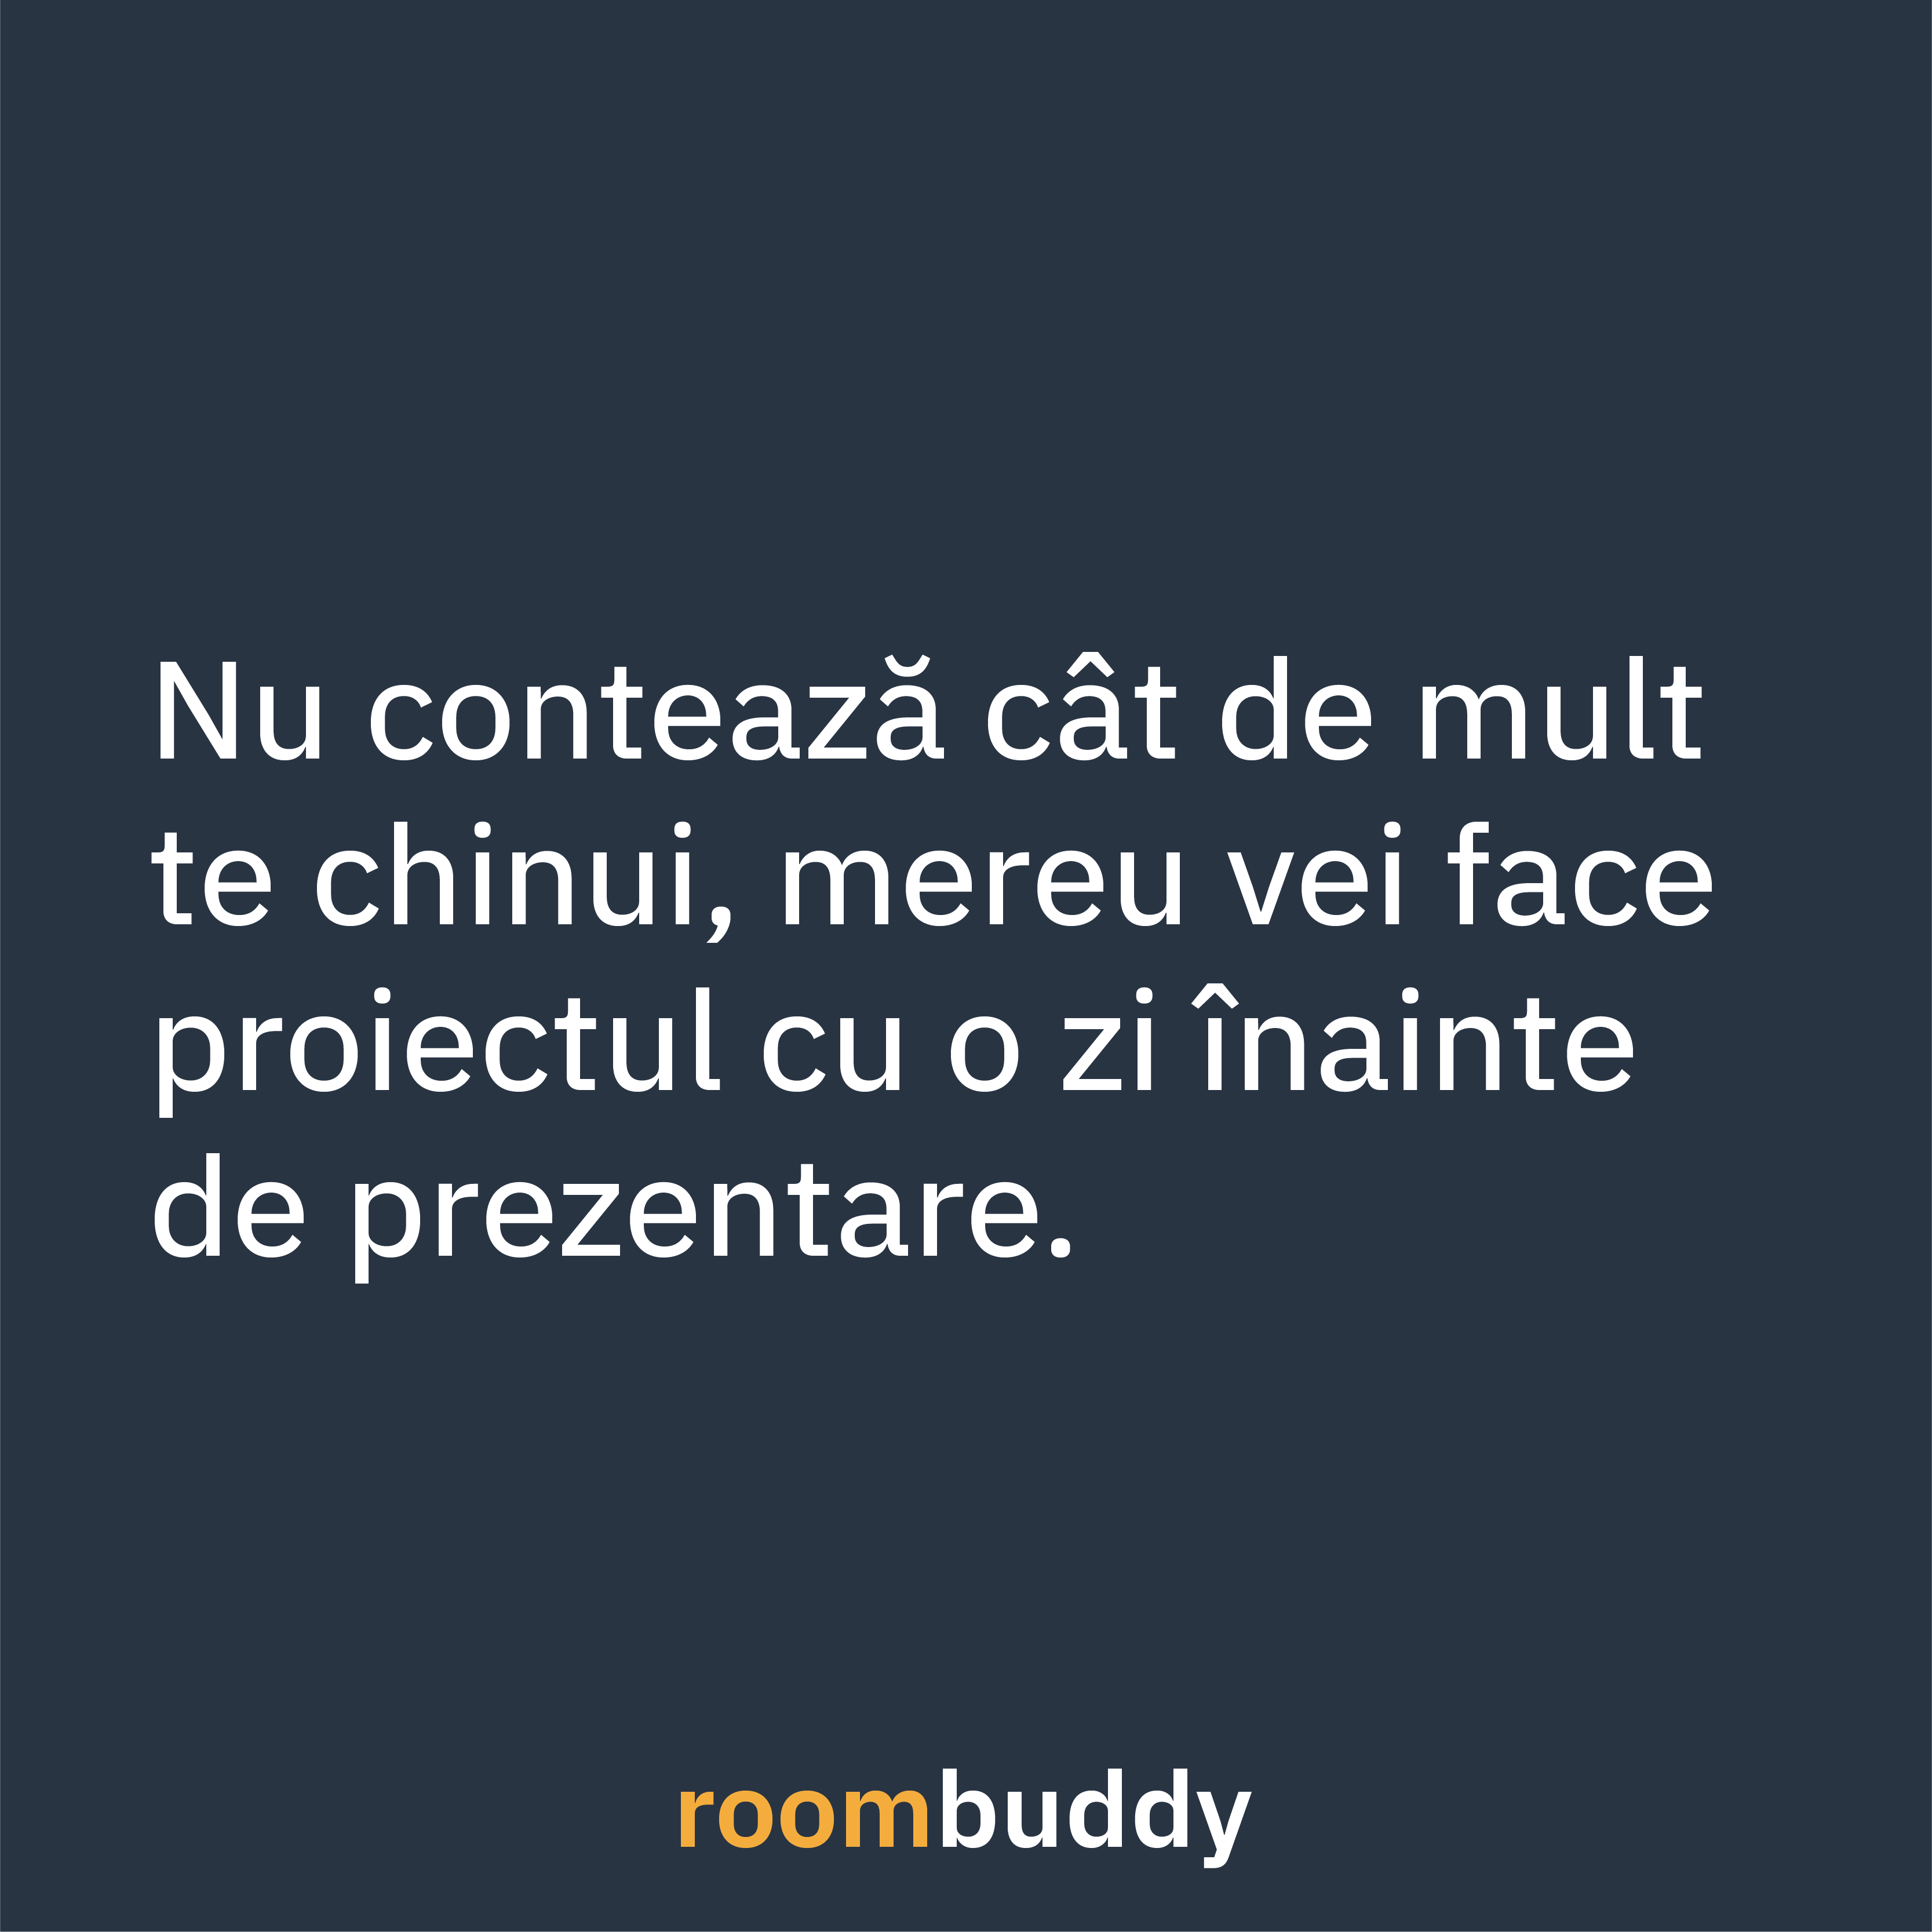 Nu contează cât de mult
te chinui, mereu vei face
proiectul cu o zi înainte
de prezentare.
roombuddy